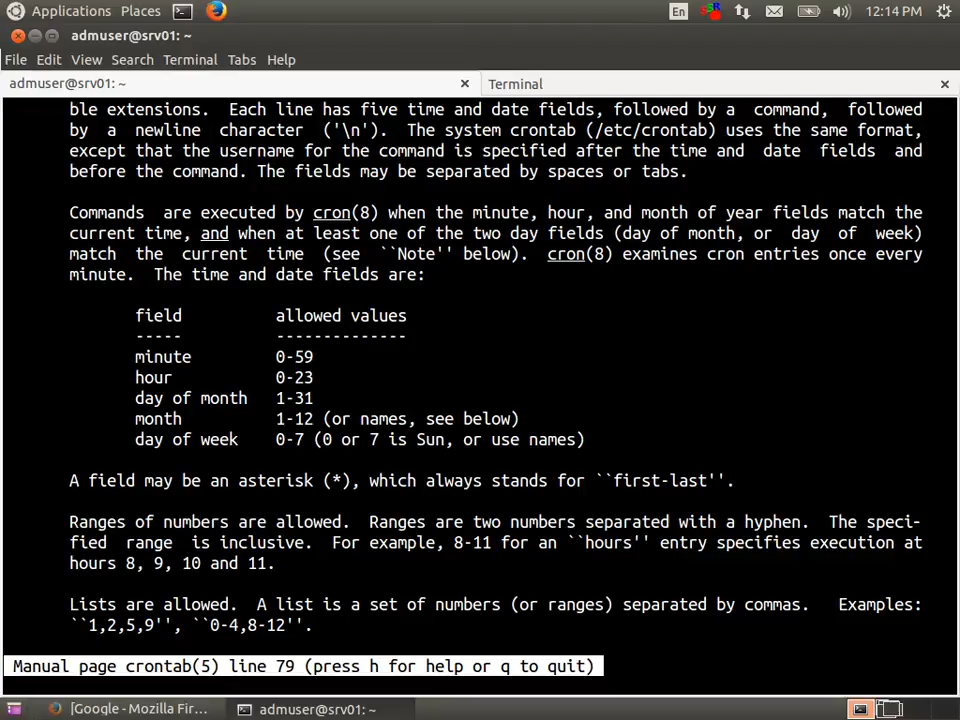 Applications Places En 12:14 PM
admuser@srv01: ~
File Edit View Search Terminal Tabs Help
admuser@srv01: ~ × Terminal ×
ble extensions.  Each line has five time and date fields, followed by a  command,  followed
by  a  newline  character  ('\n').  The system crontab (/etc/crontab) uses the same format,
except that the username for the command is specified after the time and  date  fields  and
before the command. The fields may be separated by spaces or tabs.
Commands  are executed by cron(8) when the minute, hour, and month of year fields match the
current time, and when at least one of the two day fields (day of month, or  day  of  week)
match  the  current  time  (see  ``Note'' below).  cron(8) examines cron entries once every
minute.  The time and date fields are:
field          allowed values
-----          --------------
minute         0-59
hour           0-23
day of month   1-31
month          1-12 (or names, see below)
day of week    0-7 (0 or 7 is Sun, or use names)
A field may be an asterisk (*), which always stands for ``first-last''.
Ranges of numbers are allowed.  Ranges are two numbers separated with a hyphen.  The speci-
fied  range  is inclusive.  For example, 8-11 for an ``hours'' entry specifies execution at
hours 8, 9, 10 and 11.
Lists are allowed.  A list is a set of numbers (or ranges) separated by commas.   Examples:
``1,2,5,9'', ``0-4,8-12''.
Manual page crontab(5) line 79 (press h for help or q to quit)
[Google - Mozilla Fir... admuser@srv01: ~